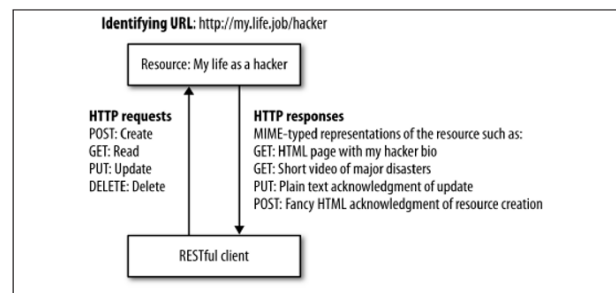 Identifying URL: http://my.life.job/hacker
Resource: My life as a hacker
HTTP requests
POST: Create
GET: Read
PUT: Update
DELETE: Delete
HTTP responses
MIME-typed representations of the resource such as:
GET: HTML page with my hacker bio
GET: Short video of major disasters
PUT: Plain text acknowledgment of update
POST: Fancy HTML acknowledgment of resource creation
RESTful client